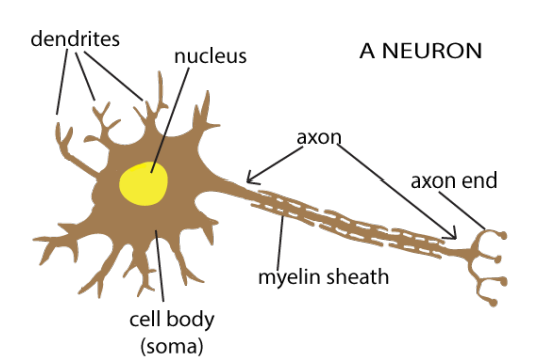 dendrites
nucleus
A NEURON
axon
axon end
myelin sheath
cell body
(soma)